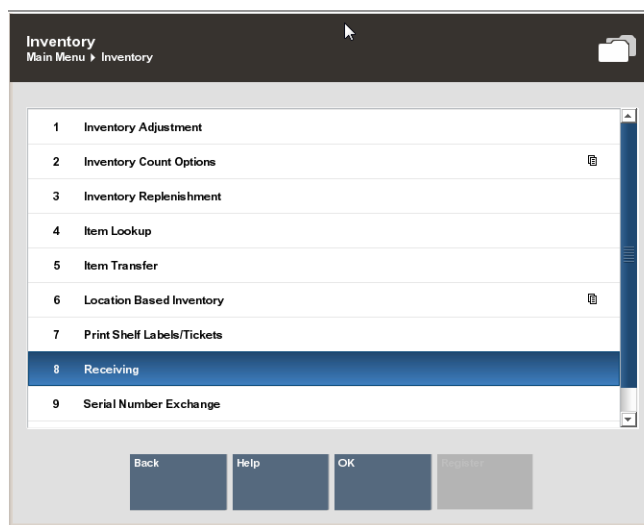 Inventory
Main Menu ▸ Inventory
1 Inventory Adjustment
2 Inventory Count Options
3 Inventory Replenishment
4 Item Lookup
5 Item Transfer
6 Location Based Inventory
7 Print Shelf Labels/Tickets
8 Receiving
9 Serial Number Exchange
Back Help OK Register